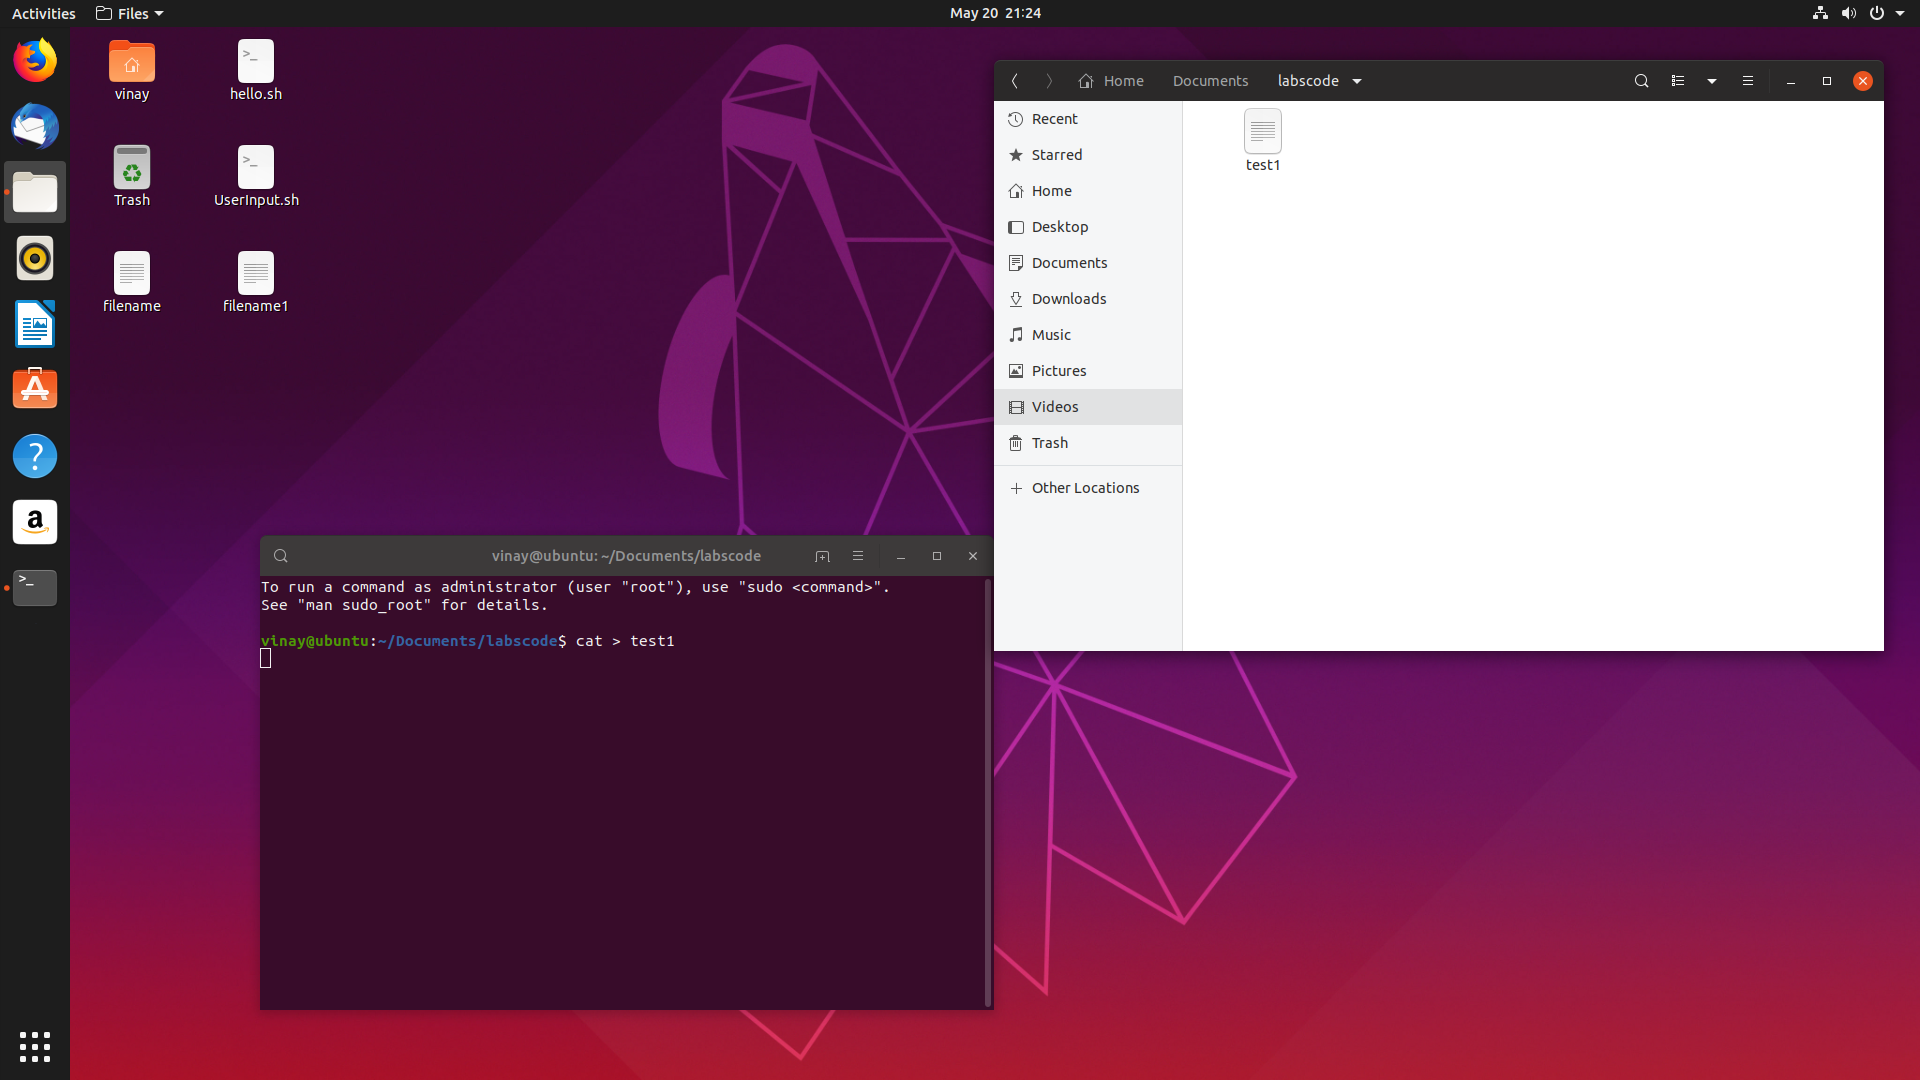 Activities Files May 20 21:24
vinay hello.sh
Trash UserInput.sh
filename filename1
Home Documents labscode
Recent
Starred
Home
Desktop
Documents
Downloads
Music
Pictures
Videos
Trash
+ Other Locations
test1
vinay@ubuntu: ~/Documents/labscode
To run a command as administrator (user "root"), use "sudo <command>".
See "man sudo_root" for details.
vinay@ubuntu:~/Documents/labscode$ cat > test1